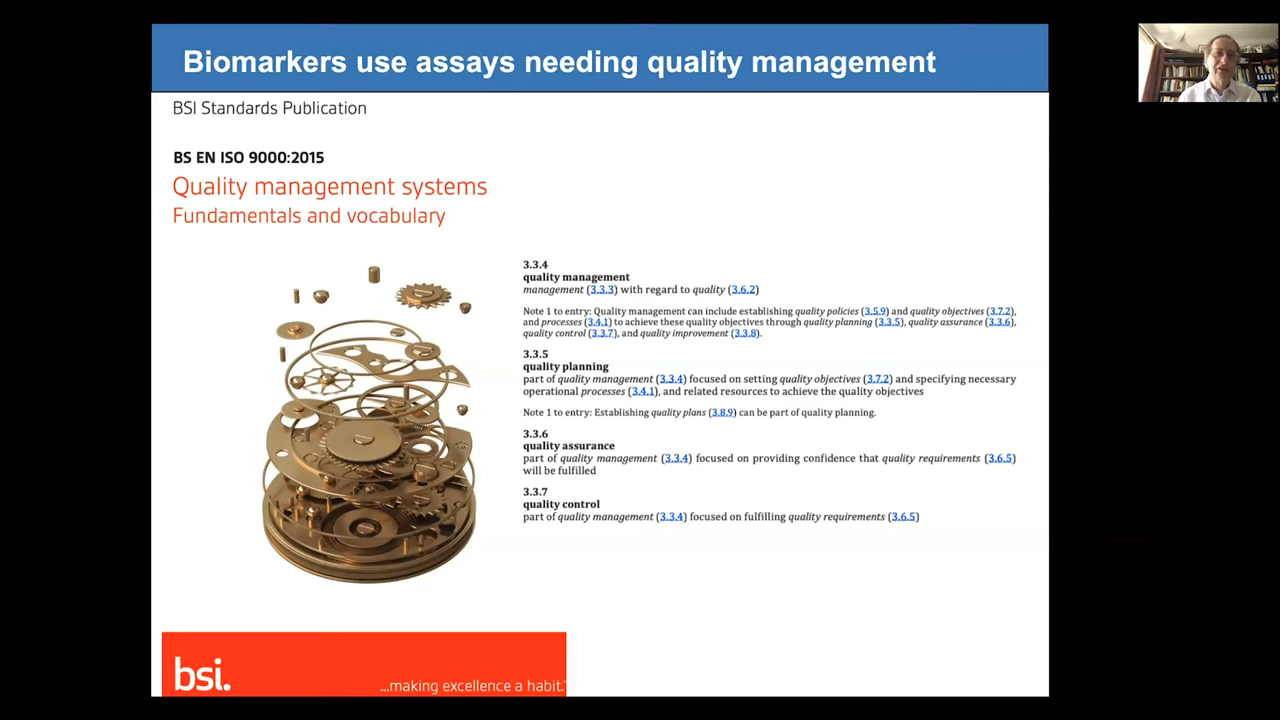 Biomarkers use assays needing quality management
BSI Standards Publication
BS EN ISO 9000:2015
Quality management systems
Fundamentals and vocabulary
3.3.4
quality management
management (3.3.3) with regard to quality (3.6.2)
Note 1 to entry: Quality management can include establishing quality policies (3.5.9) and quality objectives (3.7.2),
and processes (3.4.1) to achieve these quality objectives through quality planning (3.3.5), quality assurance (3.3.6),
quality control (3.3.7), and quality improvement (3.3.8).
3.3.5
quality planning
part of quality management (3.3.4) focused on setting quality objectives (3.7.2) and specifying necessary
operational processes (3.4.1), and related resources to achieve the quality objectives
Note 1 to entry: Establishing quality plans (3.8.9) can be part of quality planning.
3.3.6
quality assurance
part of quality management (3.3.4) focused on providing confidence that quality requirements (3.6.5)
will be fulfilled
3.3.7
quality control
part of quality management (3.3.4) focused on fulfilling quality requirements (3.6.5)
bsi.
...making excellence a habit.